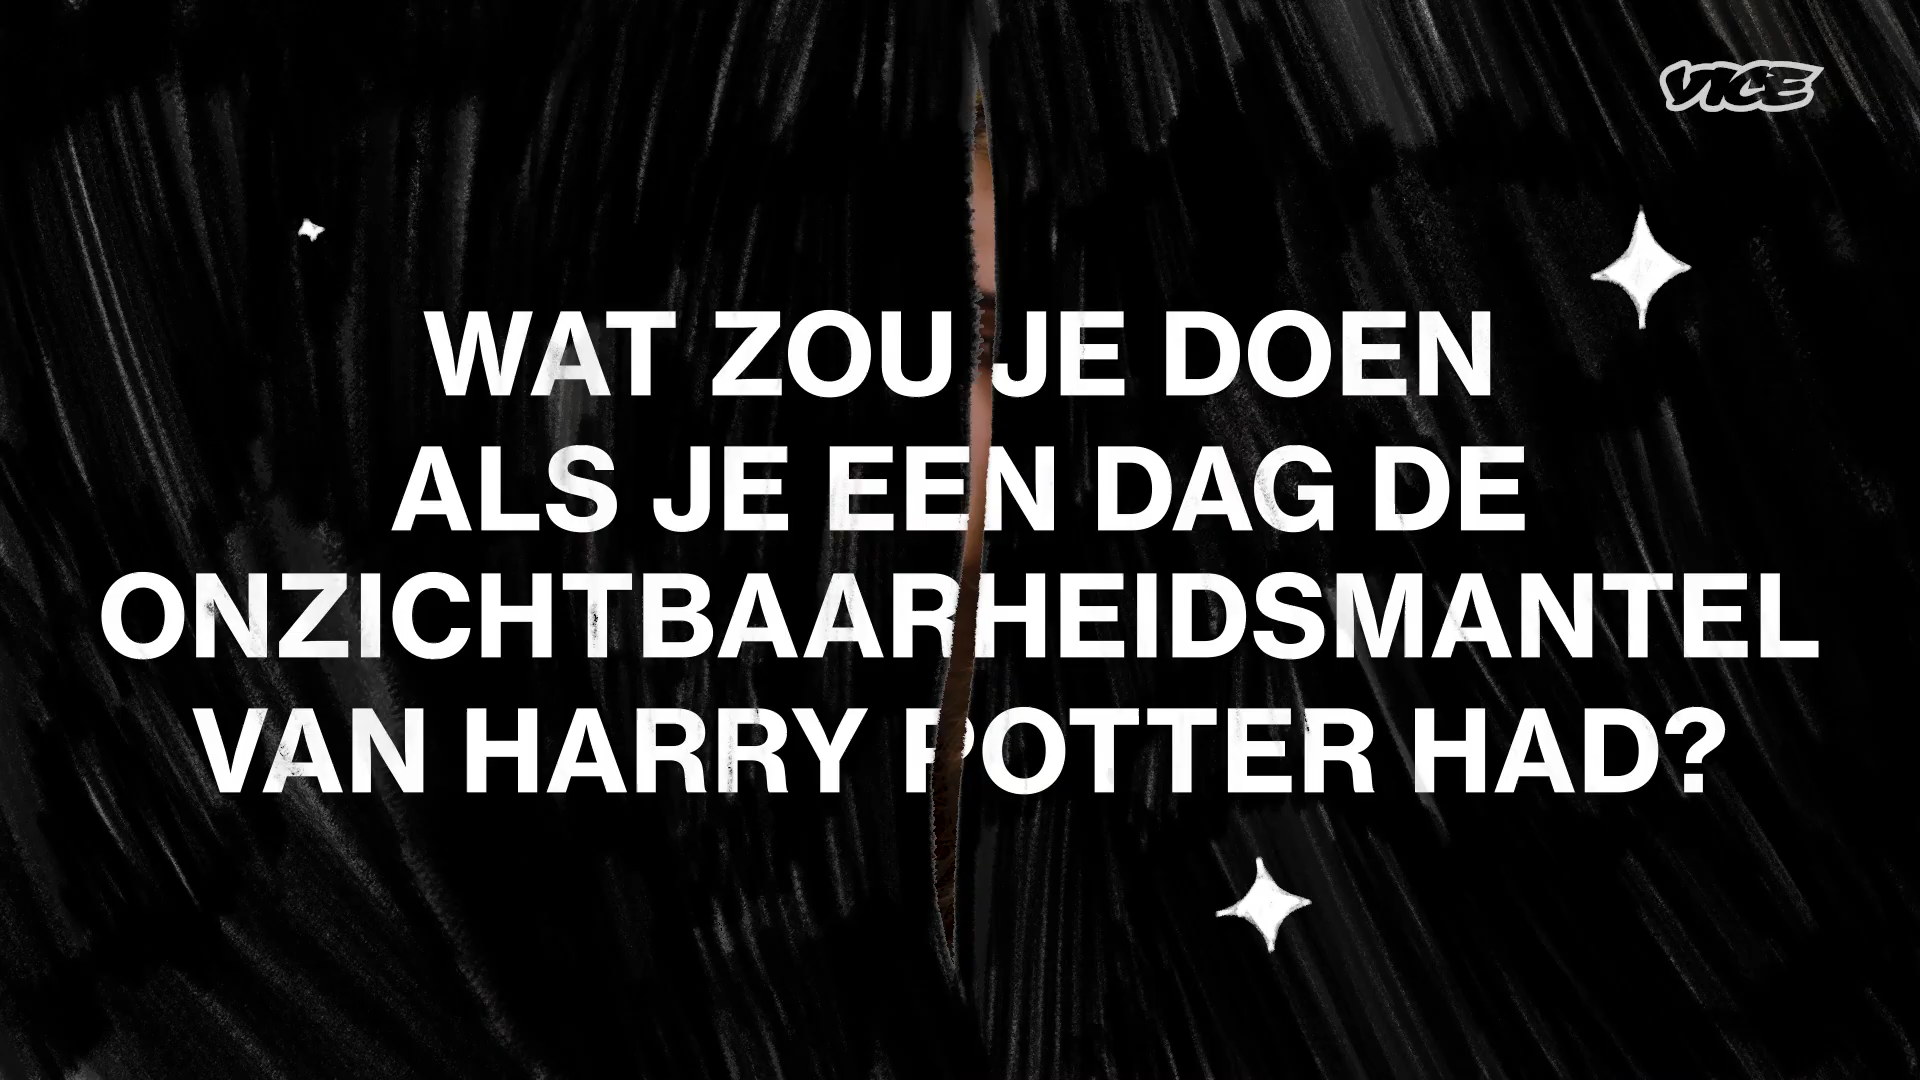 VICE
WAT ZOU JE DOEN
ALS JE EEN DAG DE
ONZICHTBAARHEIDSMANTEL
VAN HARRY POTTER HAD?